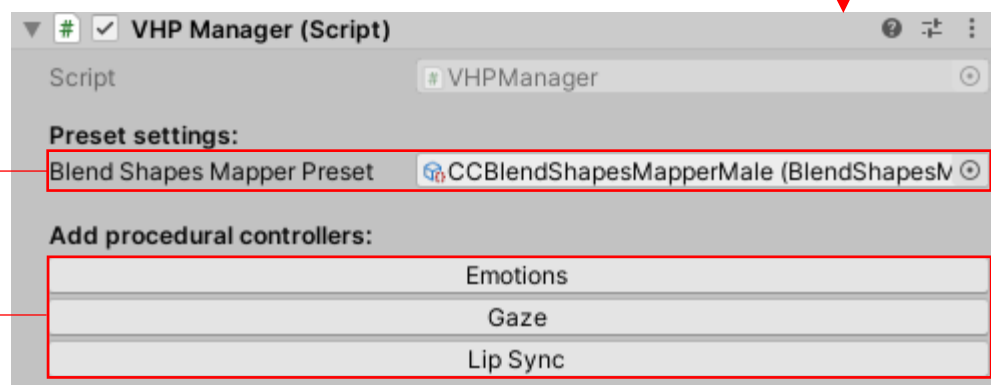 VHP Manager (Script)
Script
VHPManager
Preset settings:
Blend Shapes Mapper Preset
CCBlendShapesMapperMale (BlendShapesM
Add procedural controllers:
Emotions
Gaze
Lip Sync